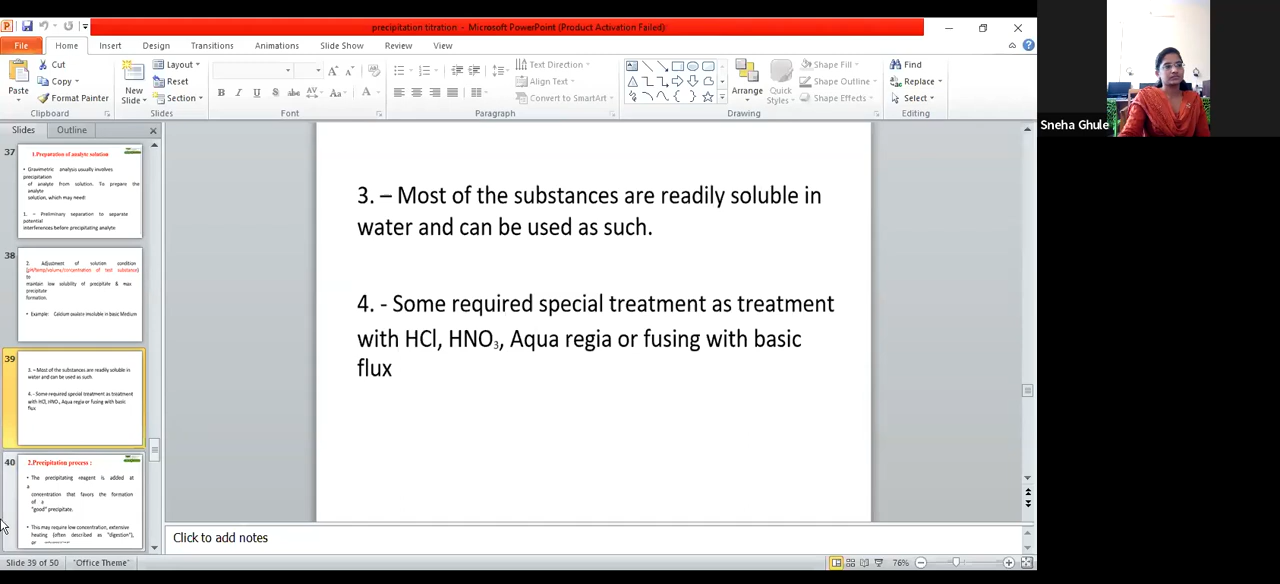 precipitation titration - Microsoft PowerPoint (Product Activation Failed)
File Home Insert Design Transitions Animations Slide Show Review View
Cut
Copy
Format Painter
Paste
Clipboard
New
Slide
Layout
Reset
Section
Slides
B I U S abc AV Aa A
Font
Text Direction
Align Text
Convert to SmartArt
Paragraph
Arrange
Quick
Styles
Shape Fill
Shape Outline
Shape Effects
Drawing
Find
Replace
Select
Editing
Sneha Ghule
Slides Outline
37
1.Preparation of analyte solution
• Gravimetric analysis usually involves
precipitation
of analyte from solution. To prepare the
analyte
solution, which may need:
1. – Preliminary separation to separate
potential
interferences before precipitating analyte
38
2. Adjustment of solution condition
(pH/temp/volume/concentration of test substance)
to
maintain low solubility of precipitate & max
precipitate
formation.
• Example: Calcium oxalate insoluble in basic Medium
39
3. – Most of the substances are readily soluble in
water and can be used as such.
4. - Some required special treatment as treatment
with HCl, HNO₃, Aqua regia or fusing with basic
flux
40
2.Precipitation process :
• The precipitating reagent is added at
a
concentration that favors the formation
of a
"good" precipitate.
• This may require low concentration, extensive
heating (often described as "digestion"),
or
3. – Most of the substances are readily soluble in
water and can be used as such.
4. - Some required special treatment as treatment
with HCl, HNO₃, Aqua regia or fusing with basic
flux
Click to add notes
Slide 39 of 50 "Office Theme" 76%